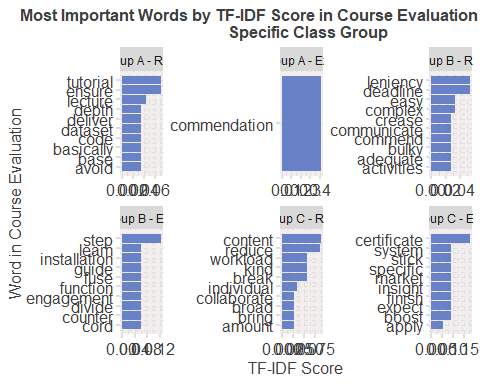 Most Important Words by TF-IDF Score in Course Evaluation
Specific Class Group
up A - R
up A - E
up B - R
tutorial
ensure
lecture
depth
deliver
dataset
code
basically
base
avoid
commendation
leniency
deadline
easy
complex
crease
communicate
commend
bulky
adequate
activities
up B - E
up C - R
up C - E
step
learn
installation
guide
fuse
function
engagement
divide
counter
cord
content
reduce
workload
kind
break
individual
collaborate
broad
bring
amount
certificate
system
stick
specific
market
insight
finish
expect
boost
apply
Word in Course Evaluation
TF-IDF Score